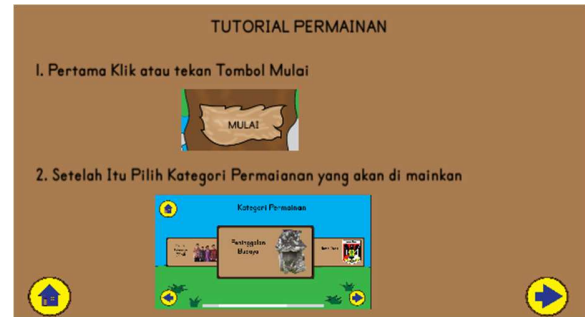 TUTORIAL PERMAINAN
1. Pertama Klik atau tekan Tombol Mulai
MULAI
2. Setelah Itu Pilih Kategori Permaianan yang akan di mainkan
Kategori Permainan
Peninggalan